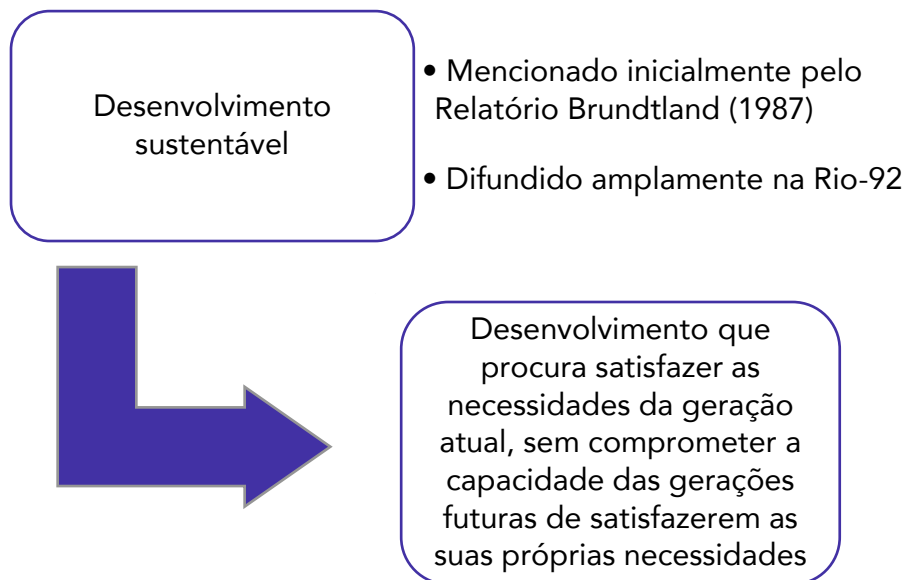 Desenvolvimento
sustentável
• Mencionado inicialmente pelo
Relatório Brundtland (1987)
• Difundido amplamente na Rio-92
Desenvolvimento que
procura satisfazer as
necessidades da geração
atual, sem comprometer a
capacidade das gerações
futuras de satisfazerem as
suas próprias necessidades